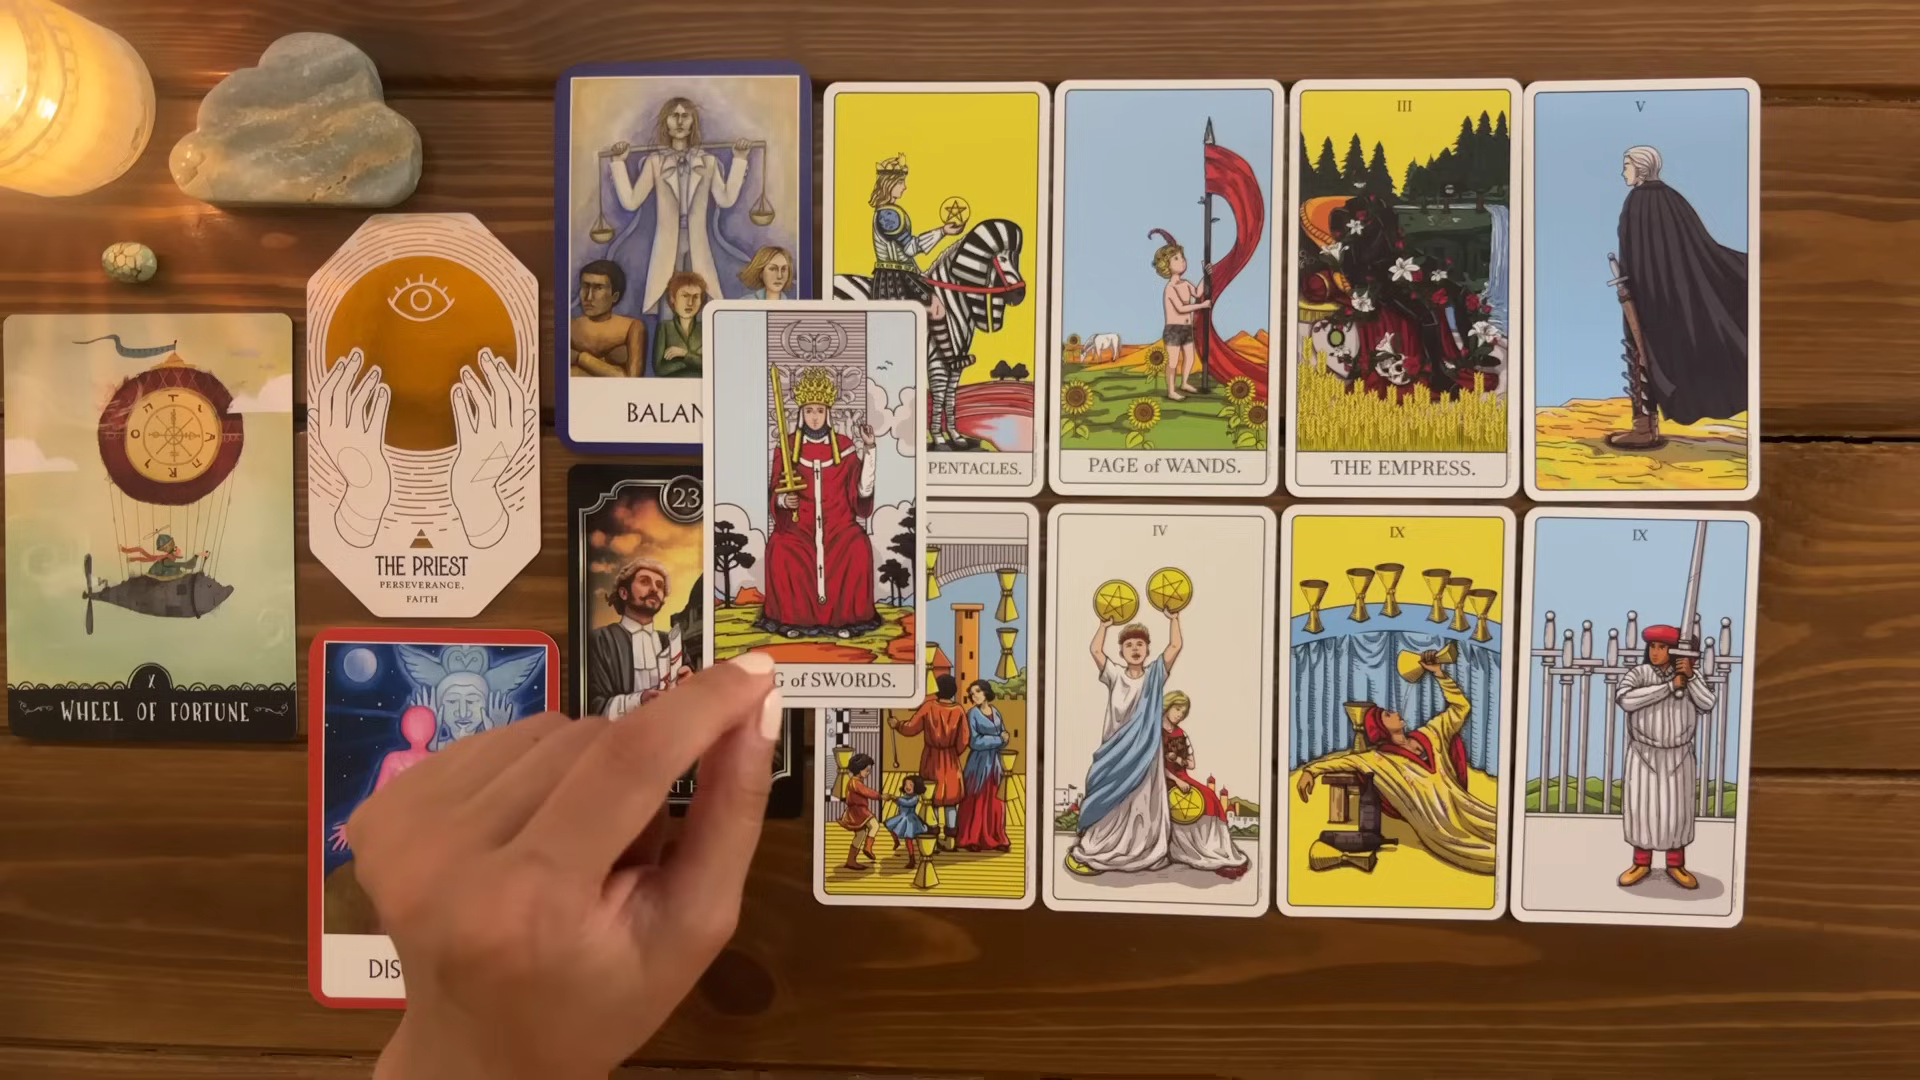 BALAN
PENTACLES.
PAGE of WANDS.
III
THE EMPRESS.
V
THE PRIEST
PERSEVERANCE,
FAITH
X
WHEEL OF FORTUNE
23
G of SWORDS.
X
IV
IX
IX
DIS